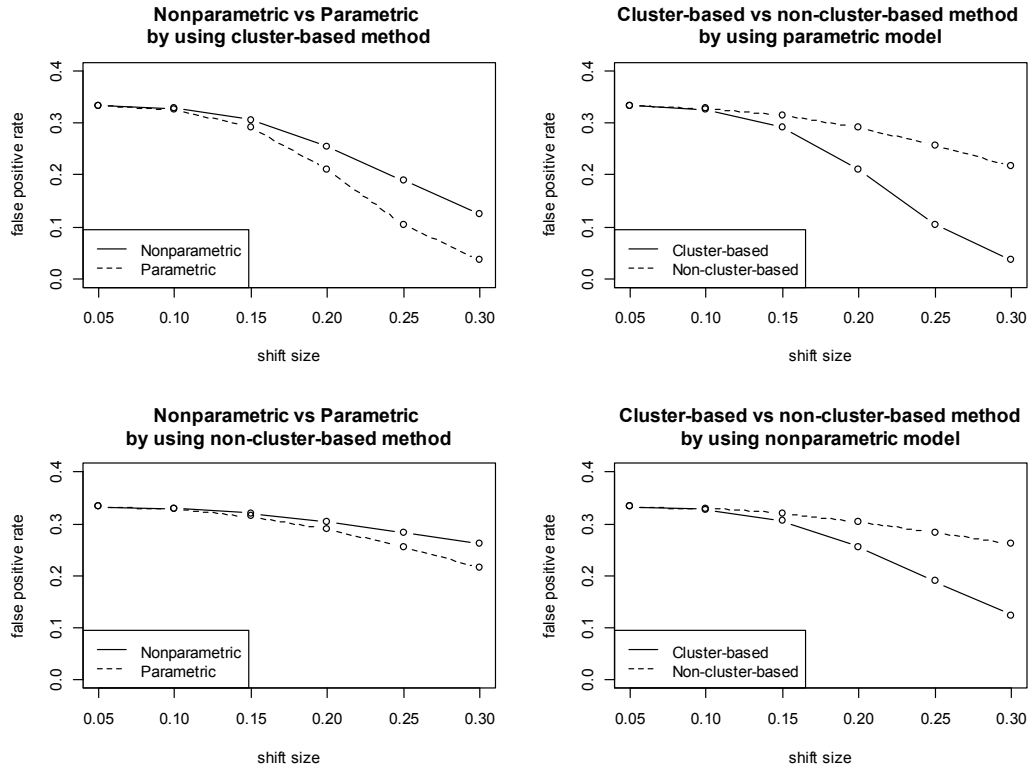 Nonparametric vs Parametric
by using cluster-based method
false positive rate
0.4
0.3
0.2
0.1
0.0
Nonparametric
Parametric
0.05 0.10 0.15 0.20 0.25 0.30
shift size
Cluster-based vs non-cluster-based method
by using parametric model
false positive rate
0.4
0.3
0.2
0.1
0.0
Cluster-based
Non-cluster-based
0.05 0.10 0.15 0.20 0.25 0.30
shift size
Nonparametric vs Parametric
by using non-cluster-based method
false positive rate
0.4
0.3
0.2
0.1
0.0
Nonparametric
Parametric
0.05 0.10 0.15 0.20 0.25 0.30
shift size
Cluster-based vs non-cluster-based method
by using nonparametric model
false positive rate
0.4
0.3
0.2
0.1
0.0
Cluster-based
Non-cluster-based
0.05 0.10 0.15 0.20 0.25 0.30
shift size